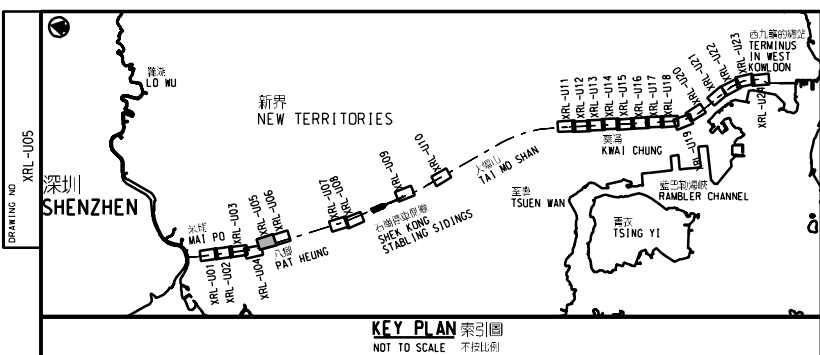 DRAWING NO XRL-U05
羅湖
LO WU
新界
NEW TERRITORIES
深圳
SHENZHEN
米埔
MAI PO
XRL-U01
XRL-U02
XRL-U03
XRL-U04
XRL-U05
XRL-U06
八鄉
PAT HEUNG
XRL-U07
XRL-U08
石崗停車側線
SHEK KONG
STABLING SIDINGS
XRL-U09
XRL-U10
大帽山
TAI MO SHAN
XRL-U11
XRL-U12
XRL-U13
XRL-U14
XRL-U15
XRL-U16
XRL-U17
XRL-U18
葵涌
KWAI CHUNG
XRL-U19
XRL-U20
XRL-U21
XRL-U22
XRL-U23
XRL-U24
西九龍的總站
TERMINUS
IN WEST
KOWLOON
荃灣
TSUEN WAN
藍巴勒海峽
RAMBLER CHANNEL
青衣
TSING YI
KEY PLAN 索引圖
NOT TO SCALE 不按比例